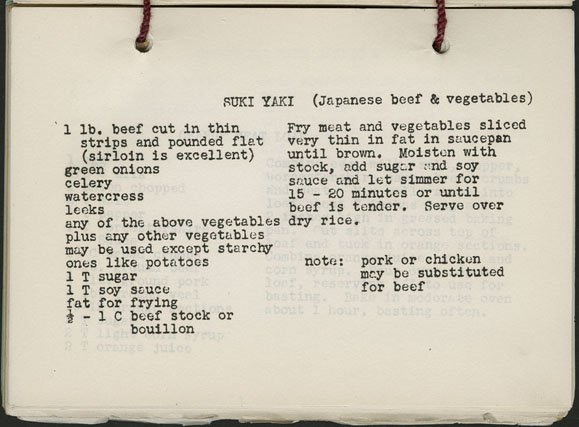 SUKI YAKI (Japanese beef & vegetables)
1 lb. beef cut in thin
strips and pounded flat
(sirloin is excellent)
green onions
celery
watercress
leeks
any of the above vegetables
plus any other vegetables
may be used except starchy
ones like potatoes
1 T sugar
1 T soy sauce
fat for frying
½ - 1 C beef stock or
bouillon
Fry meat and vegetables sliced
very thin in fat in saucepan
until brown. Moisten with
stock, add sugar and soy
sauce and let simmer for
15 - 20 minutes or until
beef is tender. Serve over
dry rice.
note: pork or chicken
may be substituted
for beef